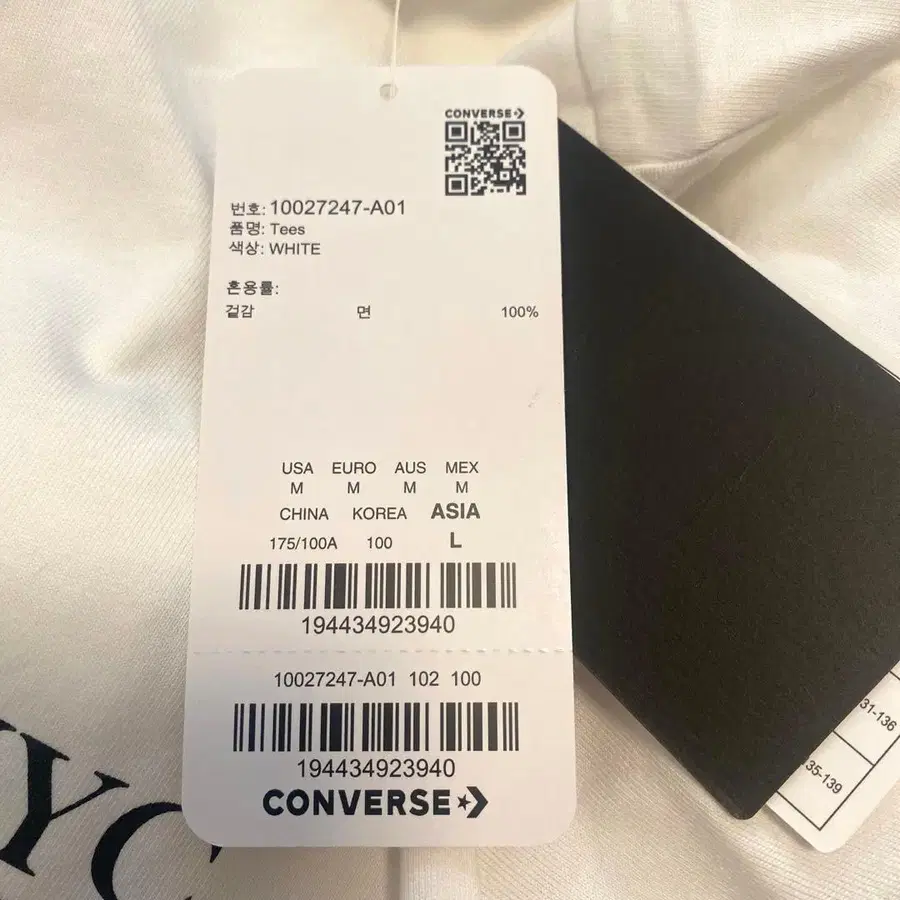 CONVERSE
번호: 10027247-A01
품명: Tees
색상: WHITE
혼용률:
겉감 면 100%
USA EURO AUS MEX
M M M M
CHINA KOREA ASIA
175/100A 100 L
194434923940
10027247-A01 102 100
194434923940
CONVERSE
31-136
35-139
YC